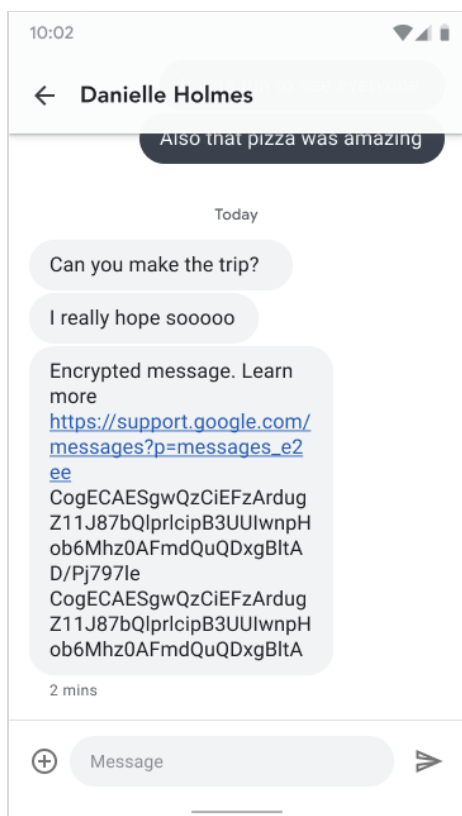 10:02
Danielle Holmes
Also that pizza was amazing
Today
Can you make the trip?
I really hope sooooo
Encrypted message. Learn
more
https://support.google.com/
messages?p=messages_e2
ee
CogECAESgwQzCiEFzArdug
Z11J87bQlprlcipB3UUIwnpH
ob6Mhz0AFmdQuQDxgBltA
D/Pj797le
CogECAESgwQzCiEFzArdug
Z11J87bQlprlcipB3UUIwnpH
ob6Mhz0AFmdQuQDxgBltA
2 mins
Message